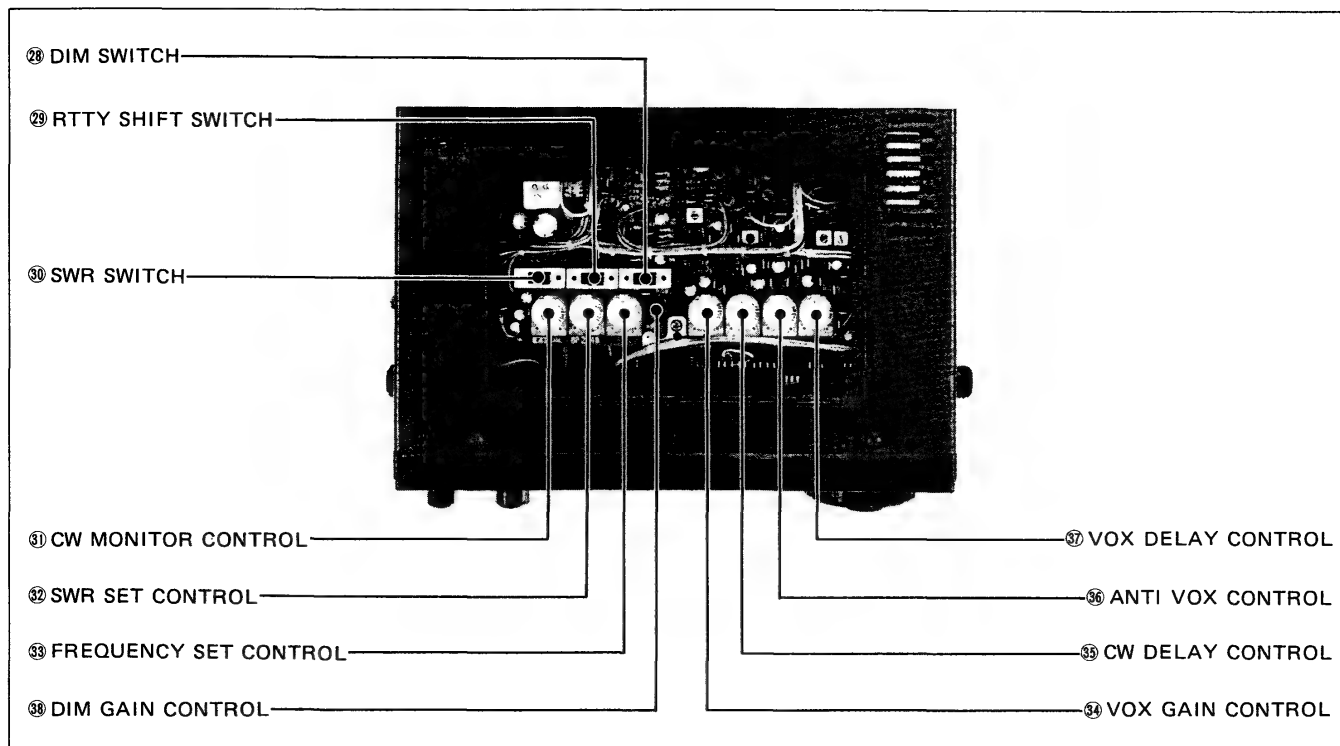 ㉘ DIM SWITCH
㉙ RTTY SHIFT SWITCH
㉚ SWR SWITCH
㉛ CW MONITOR CONTROL
㉜ SWR SET CONTROL
㉝ FREQUENCY SET CONTROL
㊳ DIM GAIN CONTROL
㊲ VOX DELAY CONTROL
㊱ ANTI VOX CONTROL
㉟ CW DELAY CONTROL
㉞ VOX GAIN CONTROL